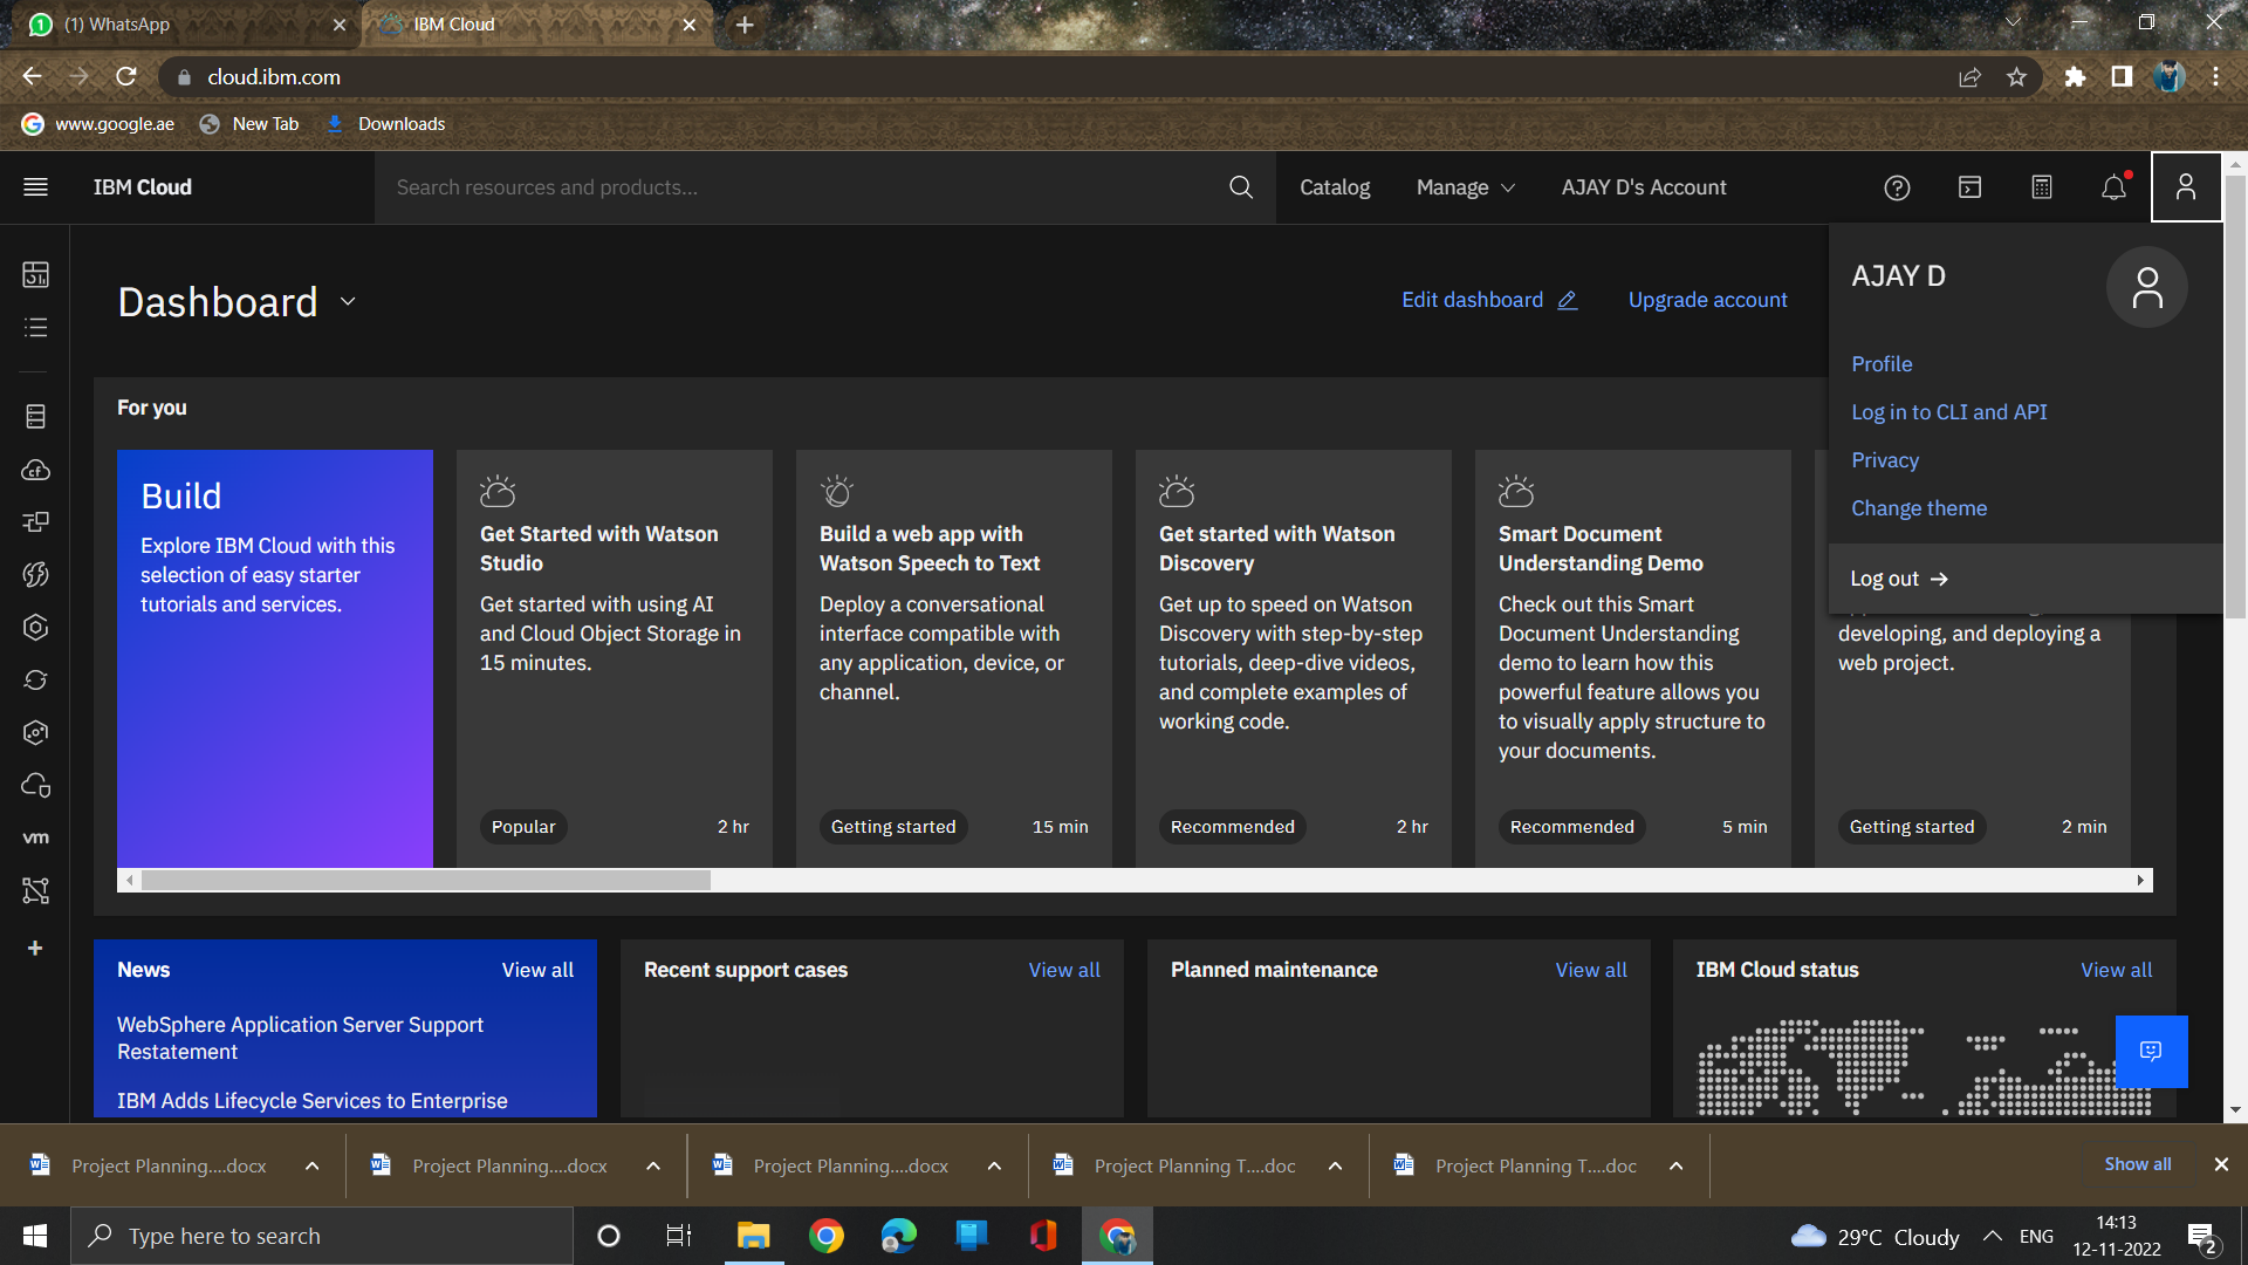 (1) WhatsApp
IBM Cloud
cloud.ibm.com
www.google.ae
New Tab
Downloads
IBM Cloud
Search resources and products...
Catalog
Manage
AJAY D's Account
Dashboard
Edit dashboard
Upgrade account
AJAY D
Profile
Log in to CLI and API
Privacy
Change theme
Log out
For you
Build
Explore IBM Cloud with this
selection of easy starter
tutorials and services.
Get Started with Watson
Studio
Get started with using AI
and Cloud Object Storage in
15 minutes.
Popular
2 hr
Build a web app with
Watson Speech to Text
Deploy a conversational
interface compatible with
any application, device, or
channel.
Getting started
15 min
Get started with Watson
Discovery
Get up to speed on Watson
Discovery with step-by-step
tutorials, deep-dive videos,
and complete examples of
working code.
Recommended
2 hr
Smart Document
Understanding Demo
Check out this Smart
Document Understanding
demo to learn how this
powerful feature allows you
to visually apply structure to
your documents.
Recommended
5 min
developing, and deploying a
web project.
Getting started
2 min
cf
vm
News
View all
WebSphere Application Server Support
Restatement
IBM Adds Lifecycle Services to Enterprise
Recent support cases
View all
Planned maintenance
View all
IBM Cloud status
View all
Project Planning....docx
Project Planning....docx
Project Planning....docx
Project Planning T....doc
Project Planning T....doc
Show all
Type here to search
29°C Cloudy
ENG
14:13
12-11-2022
2